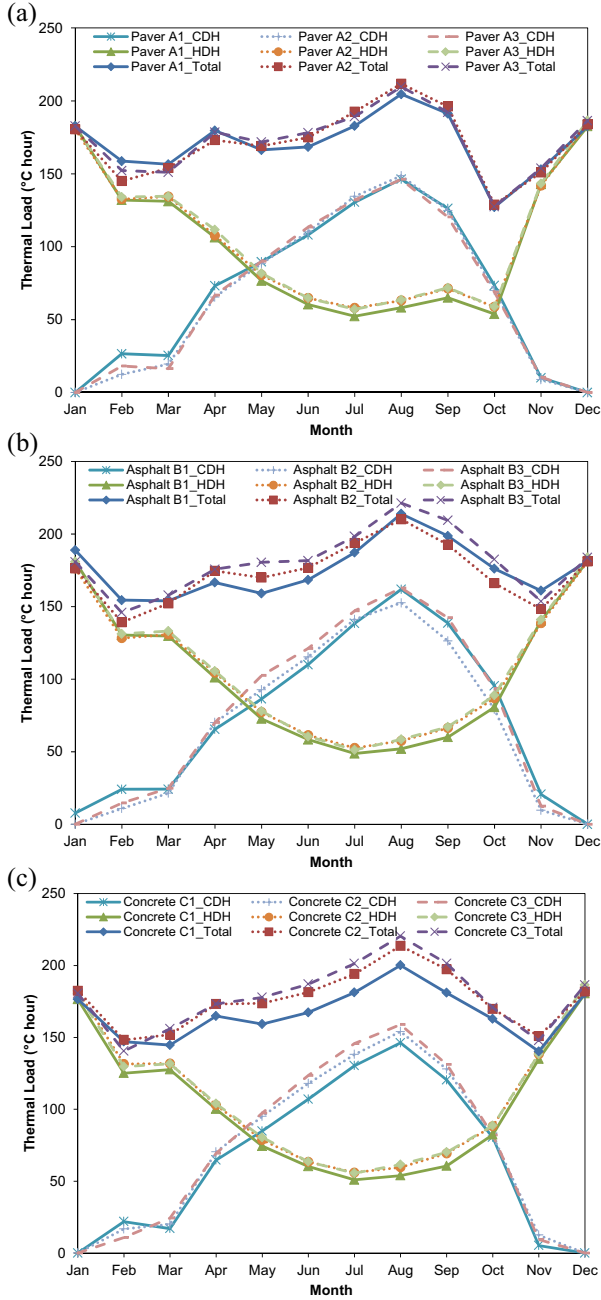 (a)
250
Paver A1_CDH Paver A2_CDH Paver A3_CDH
Paver A1_HDH Paver A2_HDH Paver A3_HDH
Paver A1_Total Paver A2_Total Paver A3_Total
200
150
100
50
0
Thermal Load (°C hour)
Jan Feb Mar Apr May Jun Jul Aug Sep Oct Nov Dec
Month
(b)
250
Asphalt B1_CDH Asphalt B2_CDH Asphalt B3_CDH
Asphalt B1_HDH Asphalt B2_HDH Asphalt B3_HDH
Asphalt B1_Total Asphalt B2_Total Asphalt B3_Total
200
150
100
50
0
Thermal Load (°C hour)
Jan Feb Mar Apr May Jun Jul Aug Sep Oct Nov Dec
Month
(c)
250
Concrete C1_CDH Concrete C2_CDH Concrete C3_CDH
Concrete C1_HDH Concrete C2_HDH Concrete C3_HDH
Concrete C1_Total Concrete C2_Total Concrete C3_Total
200
150
100
50
0
Thermal Load (°C hour)
Jan Feb Mar Apr May Jun Jul Aug Sep Oct Nov Dec
Month